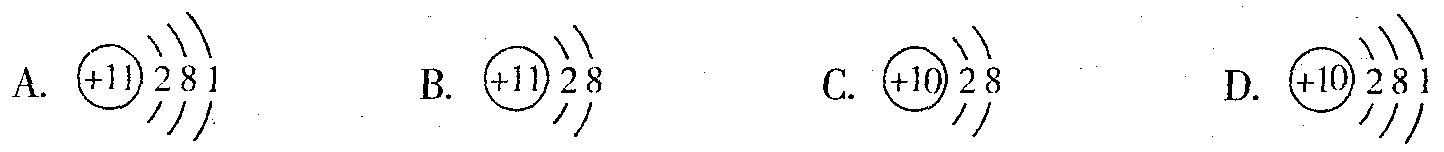 A. +11 2 8 1 B. +11 2 8 C. +10 2 8 D. +10 2 8 1